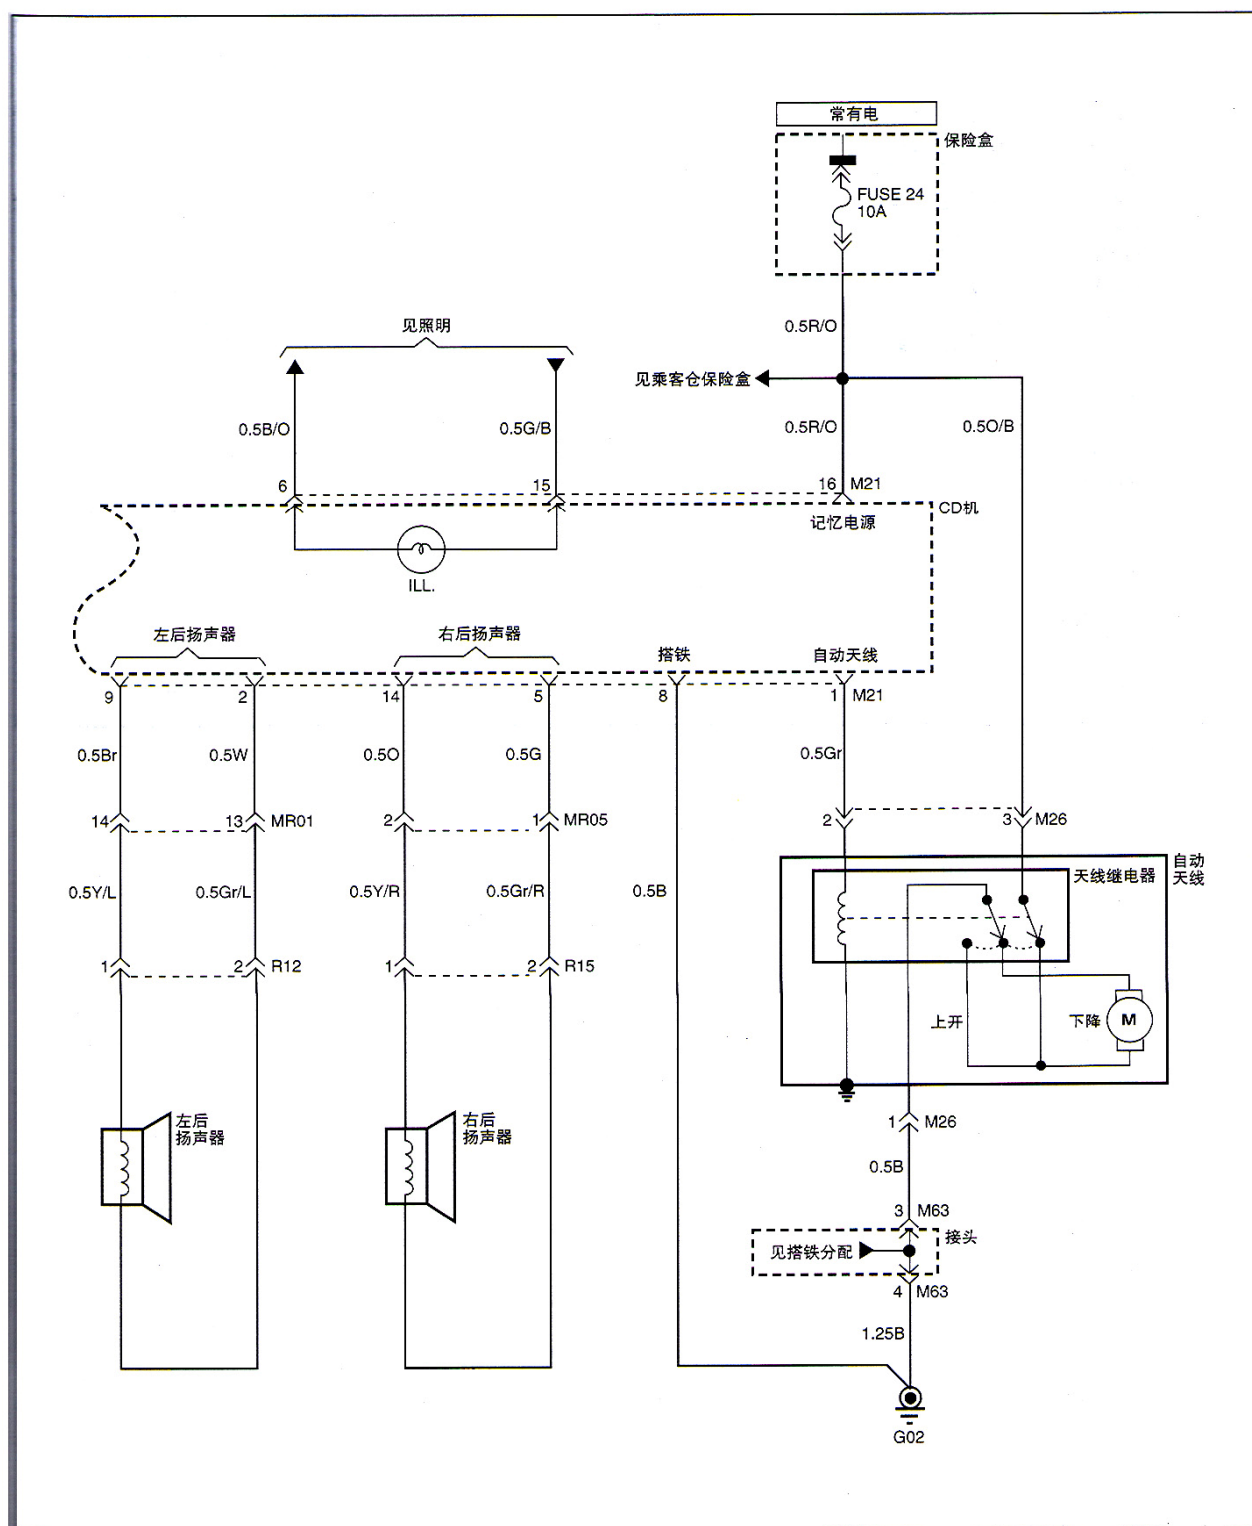 常有电
保险盒
FUSE 24
10A
0.5R/O
见照明
见乘客仓保险盒
0.5B/O
0.5G/B
0.5R/O
0.5O/B
6
15
16
M21
CD机
记忆电源
ILL.
左后扬声器
右后扬声器
搭铁
自动天线
9
2
14
5
8
1
M21
0.5Br
0.5W
0.5O
0.5G
0.5Gr
14
13
MR01
2
1
MR05
2
3
M26
自动
天线
天线继电器
0.5Y/L
0.5Gr/L
0.5Y/R
0.5Gr/R
0.5B
1
2
R12
1
2
R15
上开
下降
M
左后
扬声器
右后
扬声器
1
M26
0.5B
3
M63
接头
见搭铁分配
4
M63
1.25B
G02